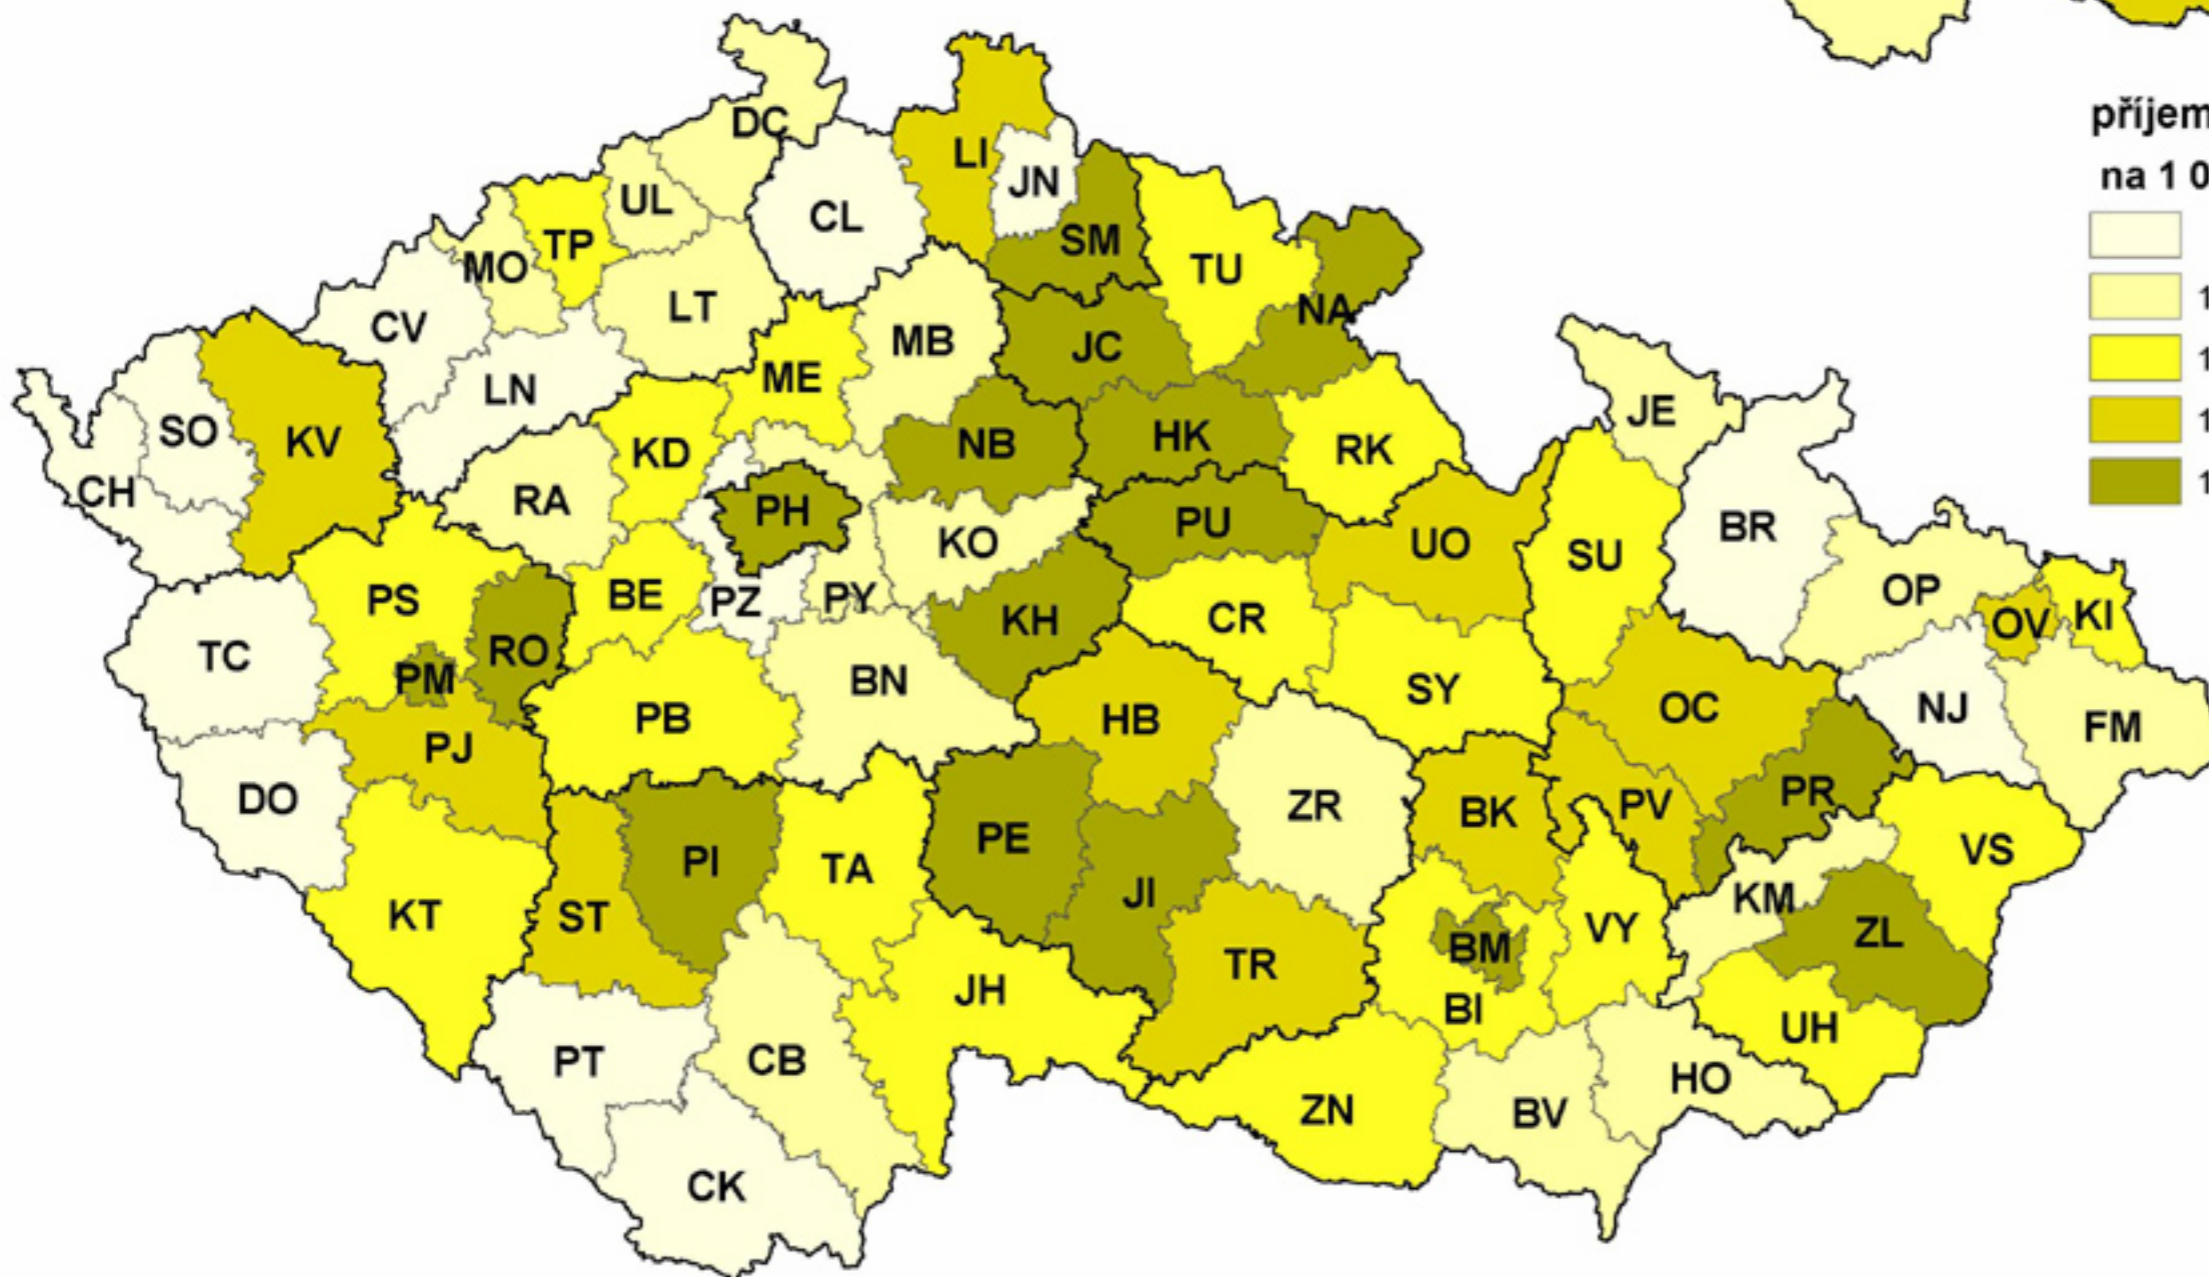 DC
LI
JN
UL
CL
SM
TP
TU
MO
LT
NA
CV
MB
JC
ME
LN
JE
SO
KV
KD
NB
HK
RK
CH
RA
PH
PU
BR
KO
UO
SU
PS
BE
PZ
PY
OP
KH
CR
OV
KI
TC
RO
PM
BN
SY
PB
HB
OC
NJ
FM
PJ
DO
ZR
BK
PV
PR
PE
VS
PI
TA
JI
KM
KT
ST
VY
ZL
BM
TR
JH
BI
UH
PT
CB
HO
ZN
BV
CK
příjem
na 1 0
1
1
1
1